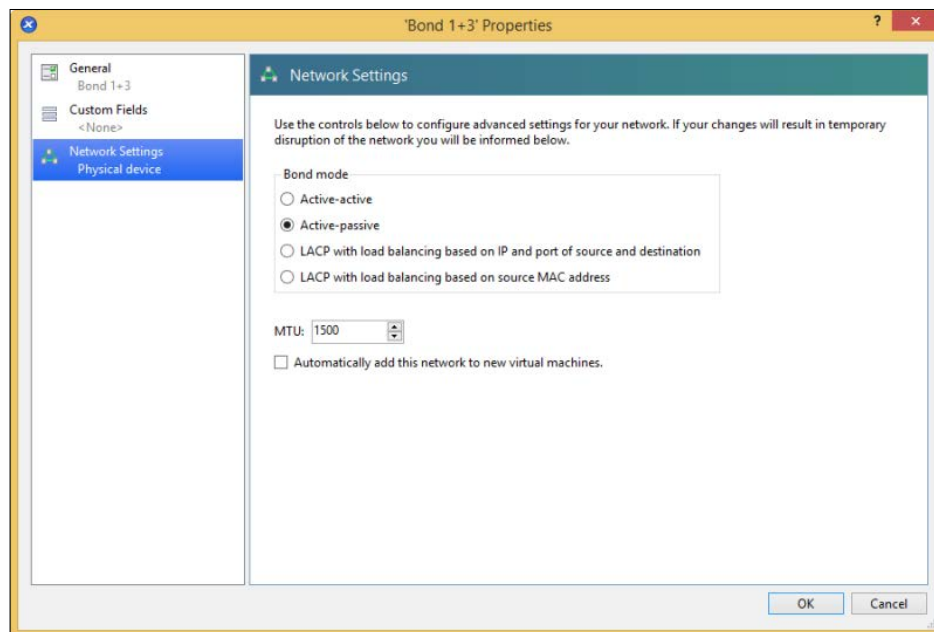 'Bond 1+3' Properties
?
General
Bond 1+3
Custom Fields
<None>
Network Settings
Physical device
Network Settings
Use the controls below to configure advanced settings for your network. If your changes will result in temporary
disruption of the network you will be informed below.
Bond mode
Active-active
Active-passive
LACP with load balancing based on IP and port of source and destination
LACP with load balancing based on source MAC address
MTU: 1500
Automatically add this network to new virtual machines.
OK
Cancel